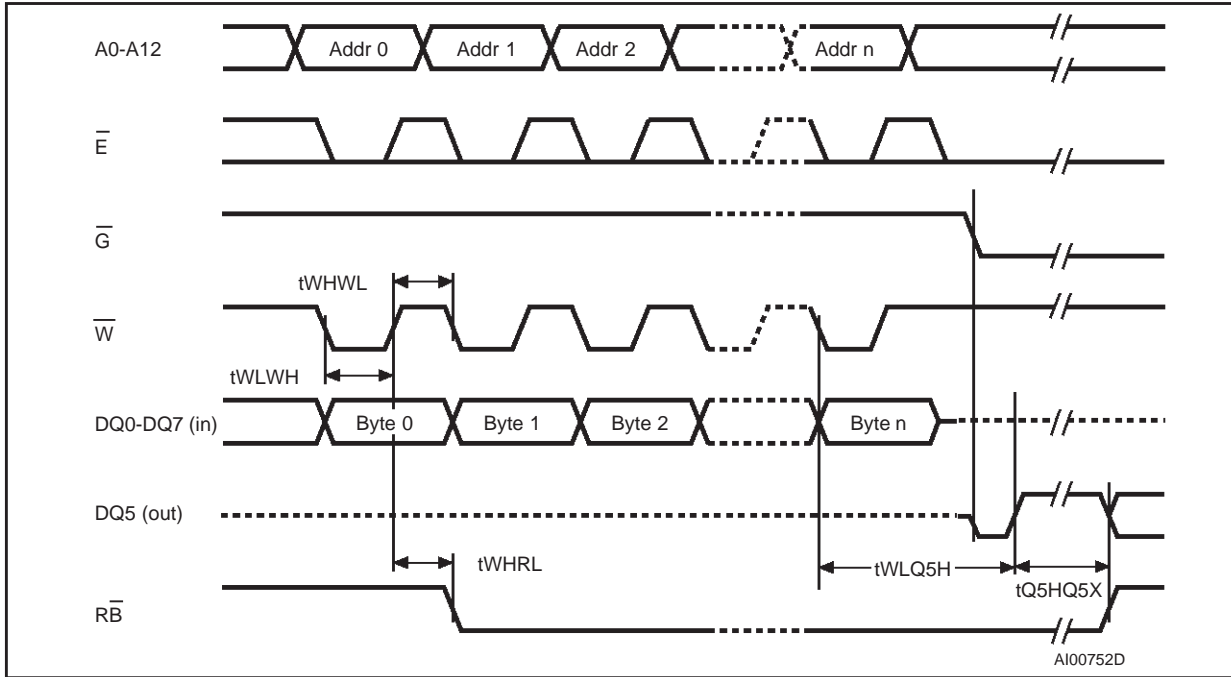 A0-A12
Addr 0
Addr 1
Addr 2
Addr n
E̅
G̅
tWHWL
W̅
tWLWH
DQ0-DQ7 (in)
Byte 0
Byte 1
Byte 2
Byte n
DQ5 (out)
tWHRL
tWLQ5H
tQ5HQ5X
RB̅
AI00752D